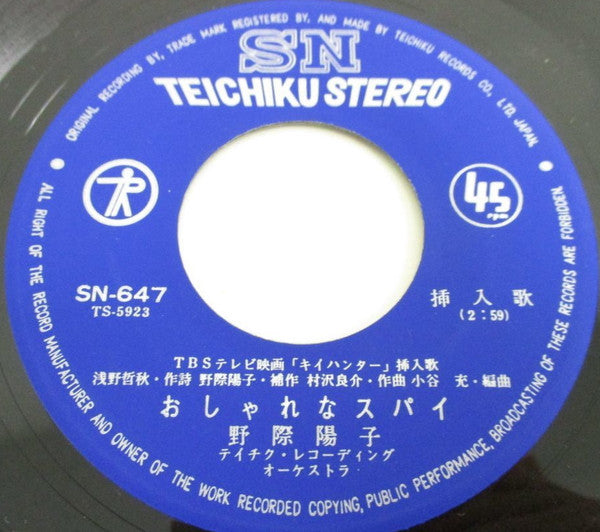 ORIGINAL RECORDING BY, TRADE MARK REGISTERED BY, AND MADE BY TEICHIKU RECORDS CO., LTD. JAPAN
SN
TEICHIKU STEREO
TR
45
rpm
SN-647
TS-5923
挿入歌
(2:59)
TBSテレビ映画「キイハンター」挿入歌
浅野哲秋・作詩 野際陽子・補作 村沢良介・作曲 小谷 充・編曲
おしゃれなスパイ
野際陽子
テイチク・レコーディング
オーケストラ
ALL RIGHT OF THE RECORD MANUFACTURER AND OWNER OF THE WORK RECORDED COPYING, PUBLIC PERFORMANCE, BROADCASTING OF THESE RECORDS ARE FORBIDDEN.